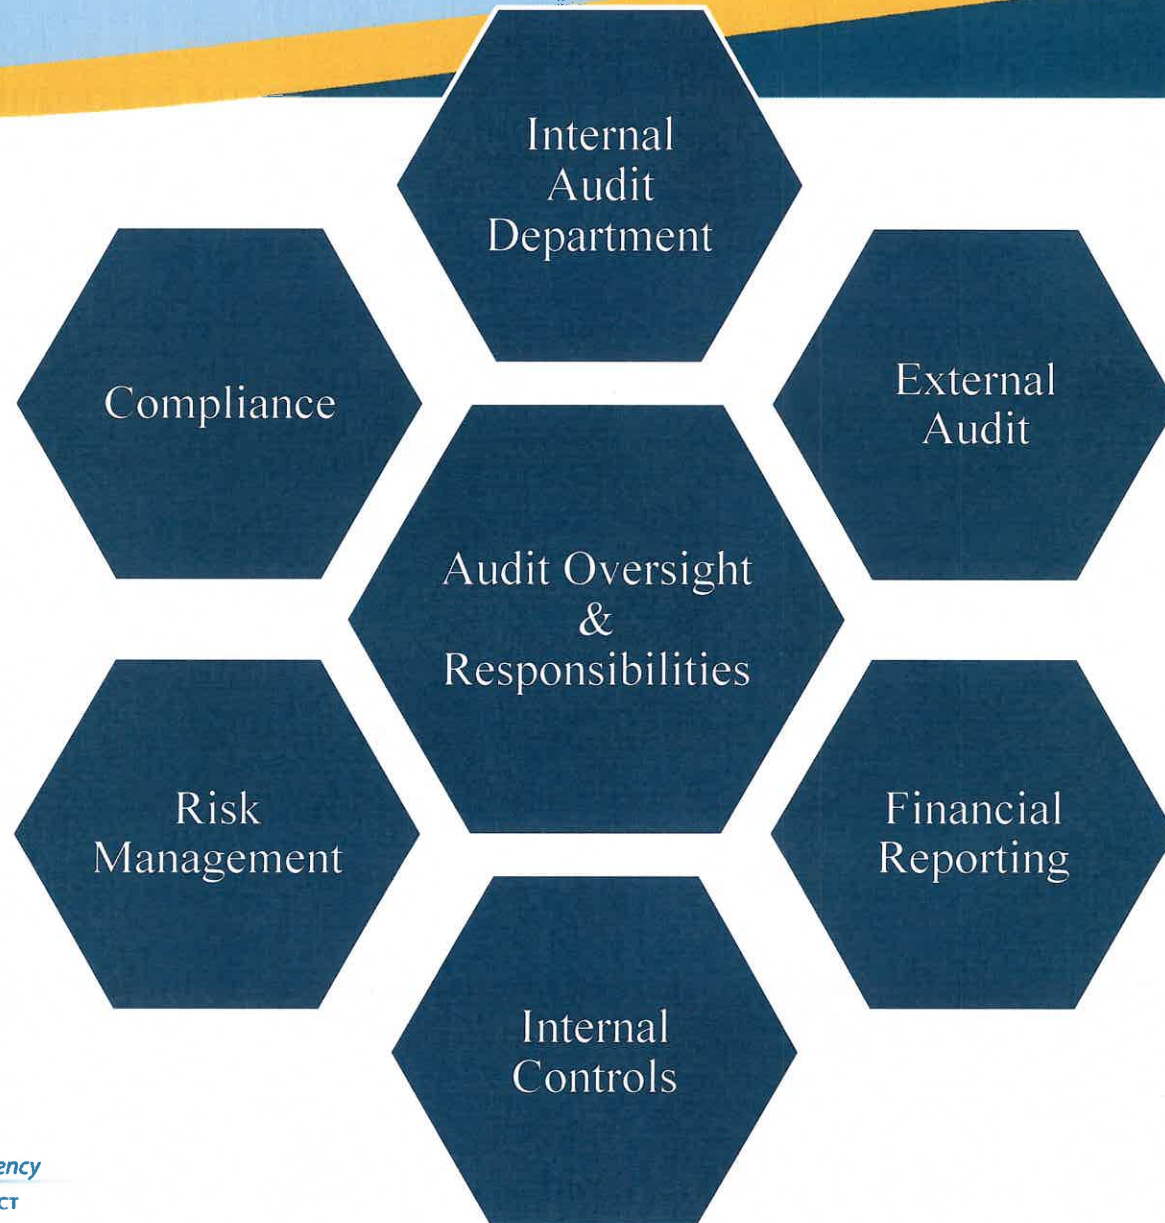 Internal
Audit
Department
Compliance
External
Audit
Audit Oversight
&
Responsibilities
Risk
Management
Financial
Reporting
Internal
Controls